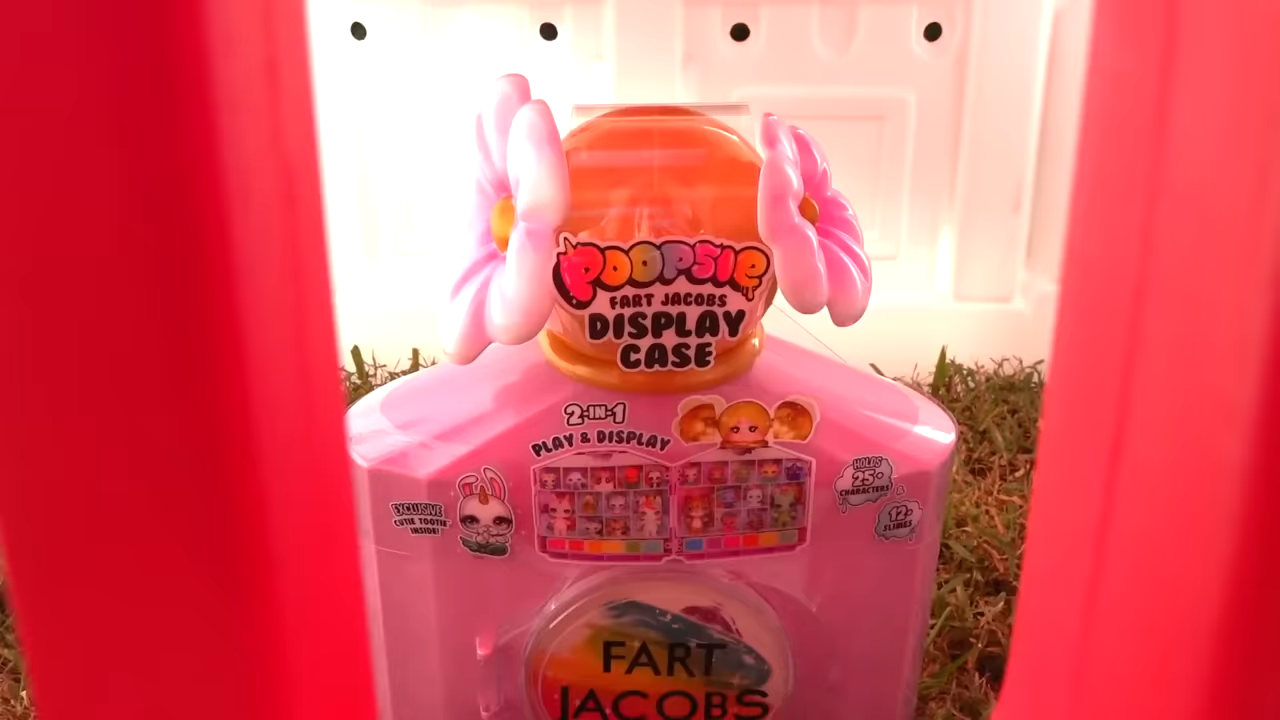 POOPSIE
FART JACOBS
DISPLAY
CASE
2-IN-1
PLAY & DISPLAY
EXCLUSIVE
CUTIE TOOTIE
INSIDE!
HOLDS
25+
CHARACTERS
&
12+
SLIMES
FART
JACOBS